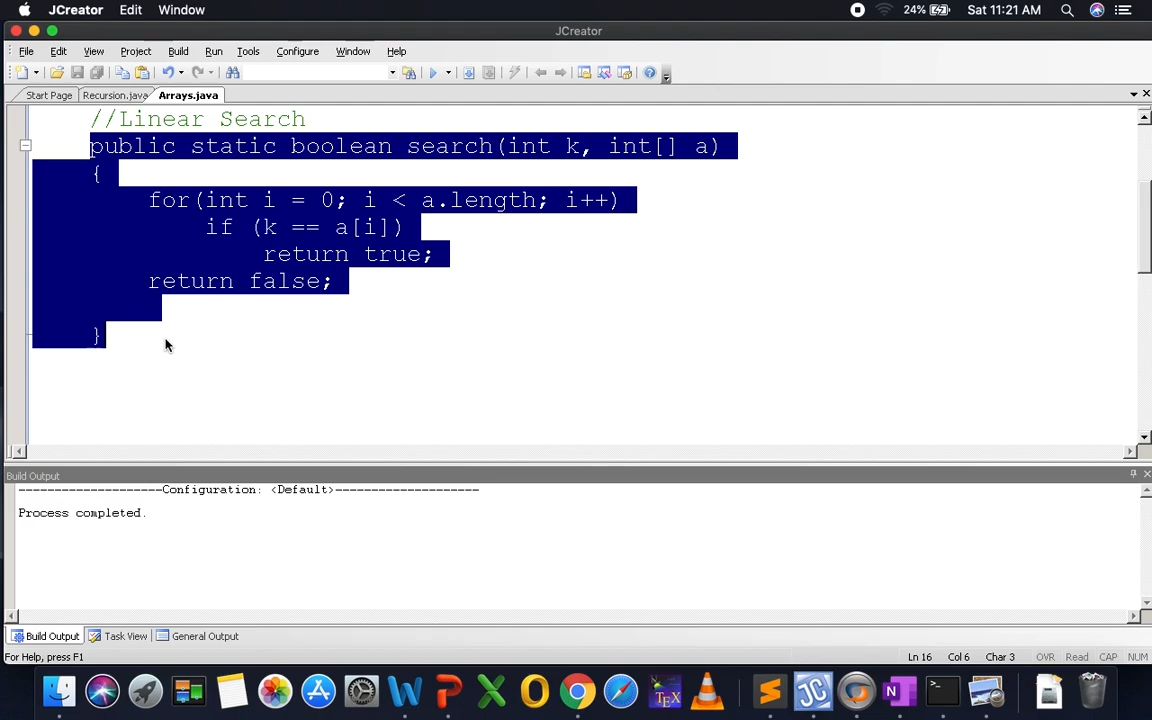 JCreator Edit Window 24% Sat 11:21 AM
JCreator
File Edit View Project Build Run Tools Configure Window Help
Start Page Recursion.java Arrays.java
//Linear Search
public static boolean search(int k, int[] a)
{
for(int i = 0; i < a.length; i++)
if (k == a[i])
return true;
return false;
}
Build Output
--------------------Configuration: <Default>--------------------
Process completed.
Build Output Task View General Output
For Help, press F1 Ln 16 Col 6 Char 3 OVR Read CAP NUM
W P X O JC N TEX